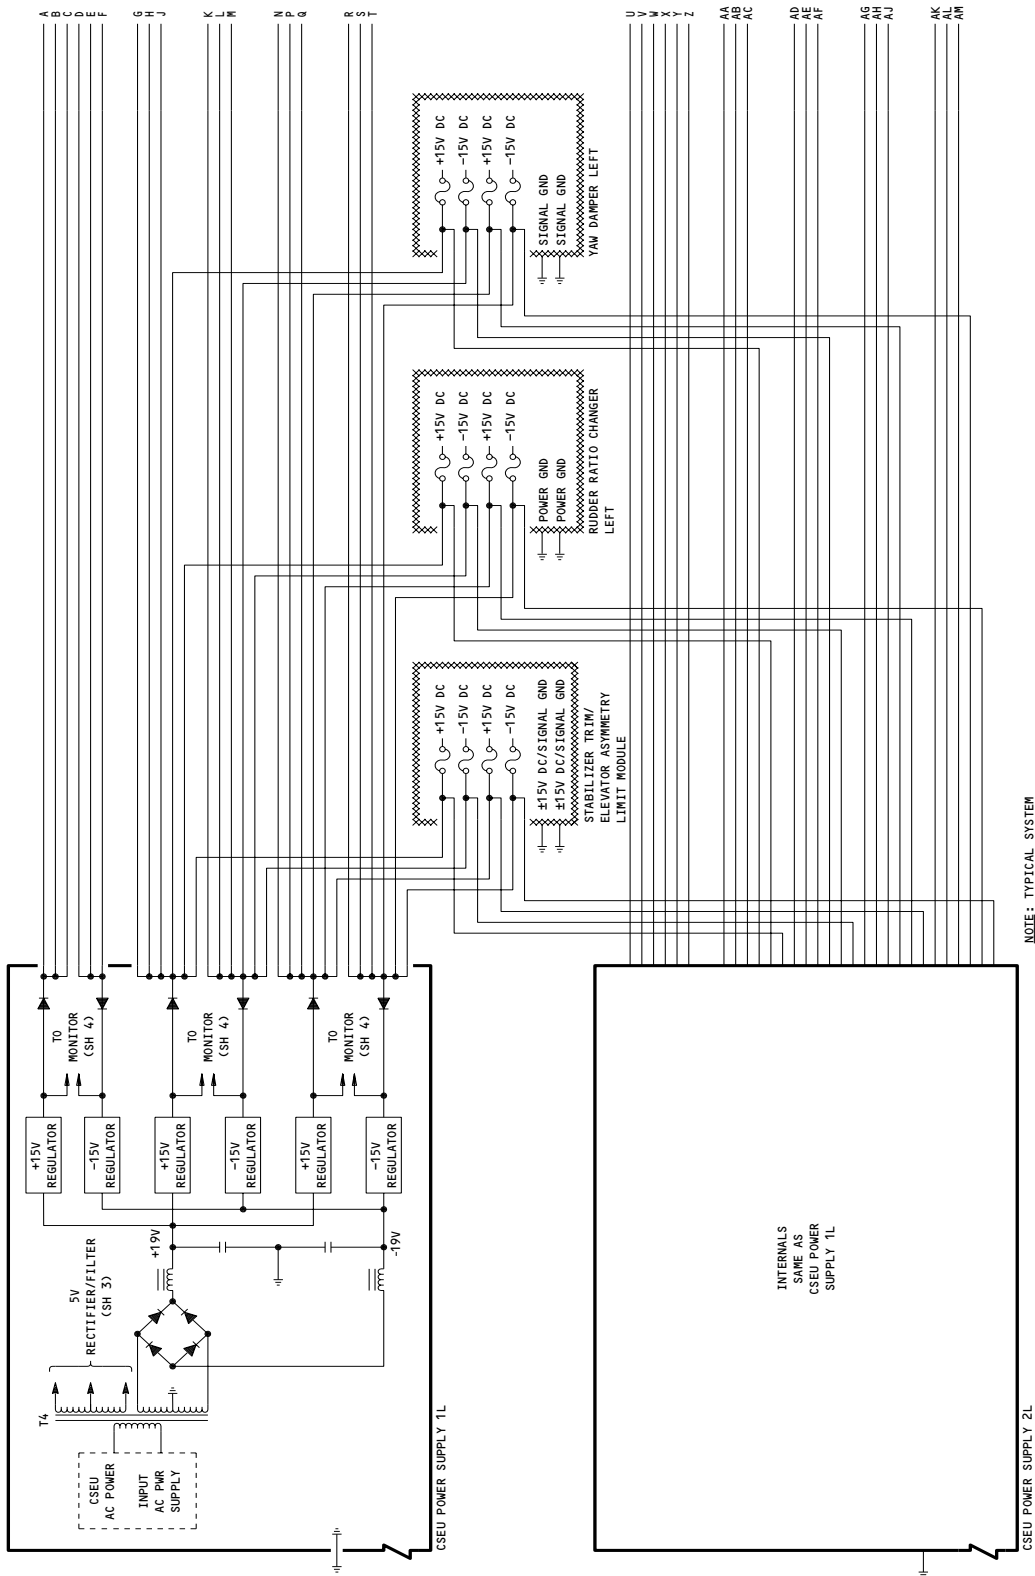 A
B
C
D
E
F
G
H
J
K
L
M
N
P
Q
R
S
T
U
V
W
X
Y
Z
AA
AB
AC
AD
AE
AF
AG
AH
AJ
AK
AL
AM
+15V DC
-15V DC
+15V DC
-15V DC
SIGNAL GND
SIGNAL GND
YAW DAMPER LEFT
+15V DC
-15V DC
+15V DC
-15V DC
POWER GND
POWER GND
RUDDER RATIO CHANGER
LEFT
+15V DC
-15V DC
+15V DC
-15V DC
±15V DC/SIGNAL GND
±15V DC/SIGNAL GND
STABILIZER TRIM/
ELEVATOR ASYMMETRY
LIMIT MODULE
TO
MONITOR
(SH 4)
TO
MONITOR
(SH 4)
TO
MONITOR
(SH 4)
+15V
REGULATOR
-15V
REGULATOR
+15V
REGULATOR
-15V
REGULATOR
+15V
REGULATOR
-15V
REGULATOR
+19V
-19V
5V
RECTIFIER/FILTER
(SH 3)
T4
CSEU
AC POWER
INPUT
AC PWR
SUPPLY
CSEU POWER SUPPLY 1L
INTERNALS
SAME AS
CSEU POWER
SUPPLY 1L
CSEU POWER SUPPLY 2L
NOTE: TYPICAL SYSTEM